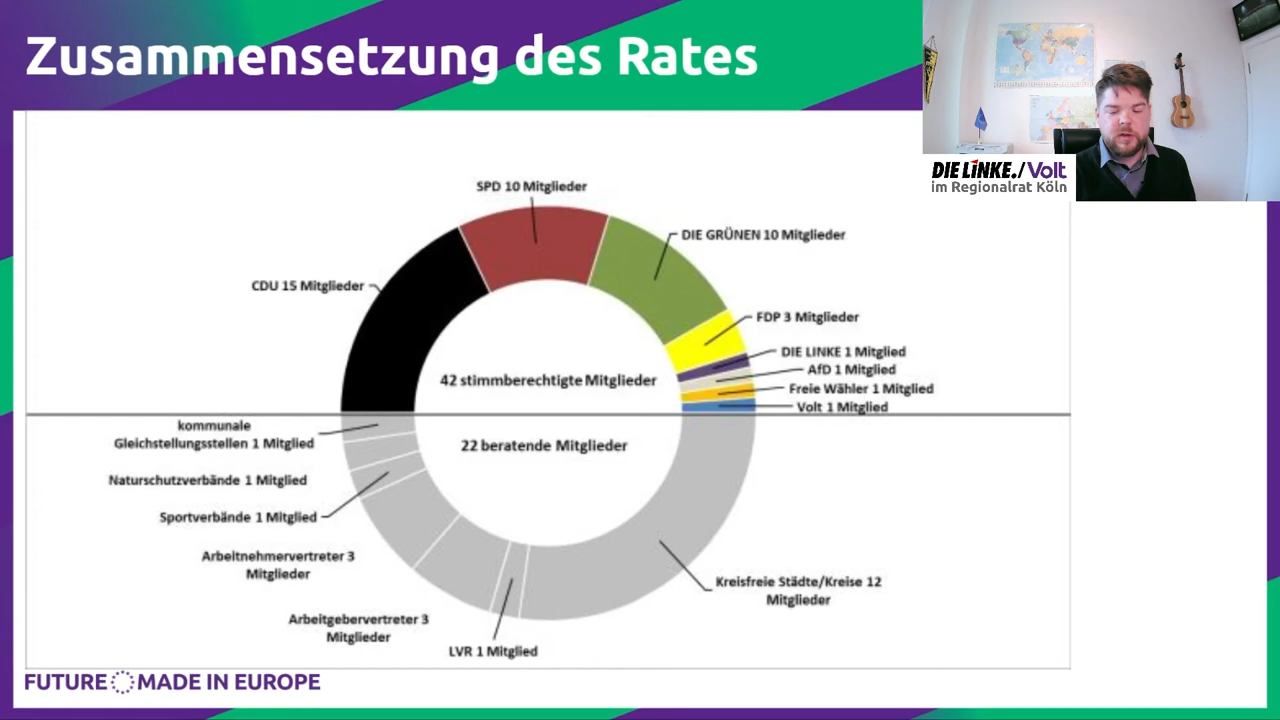 Zusammensetzung des Rates
DIE LINKE./Volt
im Regionalrat Köln
SPD 10 Mitglieder
DIE GRÜNEN 10 Mitglieder
CDU 15 Mitglieder
FDP 3 Mitglieder
DIE LINKE 1 Mitglied
AfD 1 Mitglied
Freie Wähler 1 Mitglied
Volt 1 Mitglied
42 stimmberechtigte Mitglieder
22 beratende Mitglieder
kommunale
Gleichstellungsstellen 1 Mitglied
Naturschutzverbände 1 Mitglied
Sportverbände 1 Mitglied
Arbeitnehmervertreter 3
Mitglieder
Arbeitgebervertreter 3
Mitglieder
LVR 1 Mitglied
Kreisfreie Städte/Kreise 12
Mitglieder
FUTURE MADE IN EUROPE